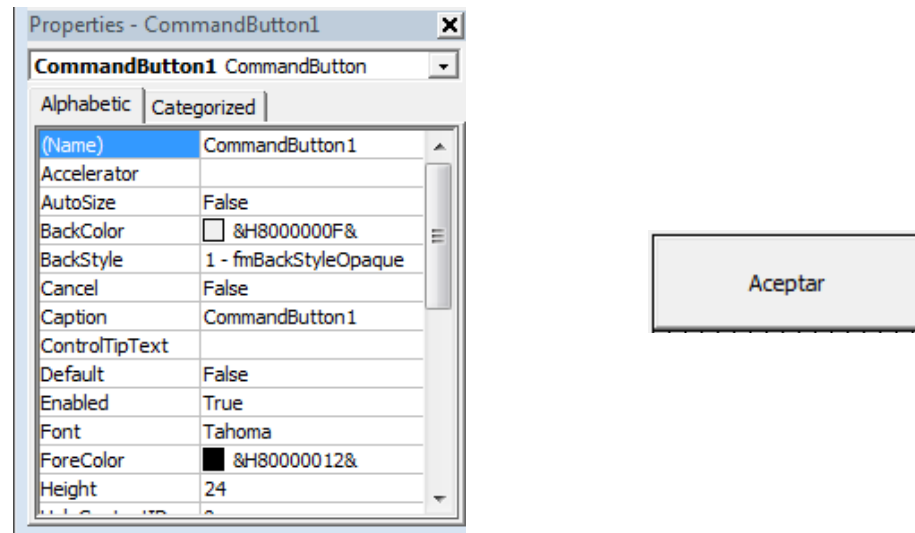 Properties - CommandButton1
CommandButton1 CommandButton
Alphabetic Categorized
(Name) CommandButton1
Accelerator
AutoSize False
BackColor &H8000000F&
BackStyle 1 - fmBackStyleOpaque
Cancel False
Caption CommandButton1
ControlTipText
Default False
Enabled True
Font Tahoma
ForeColor &H80000012&
Height 24
Aceptar